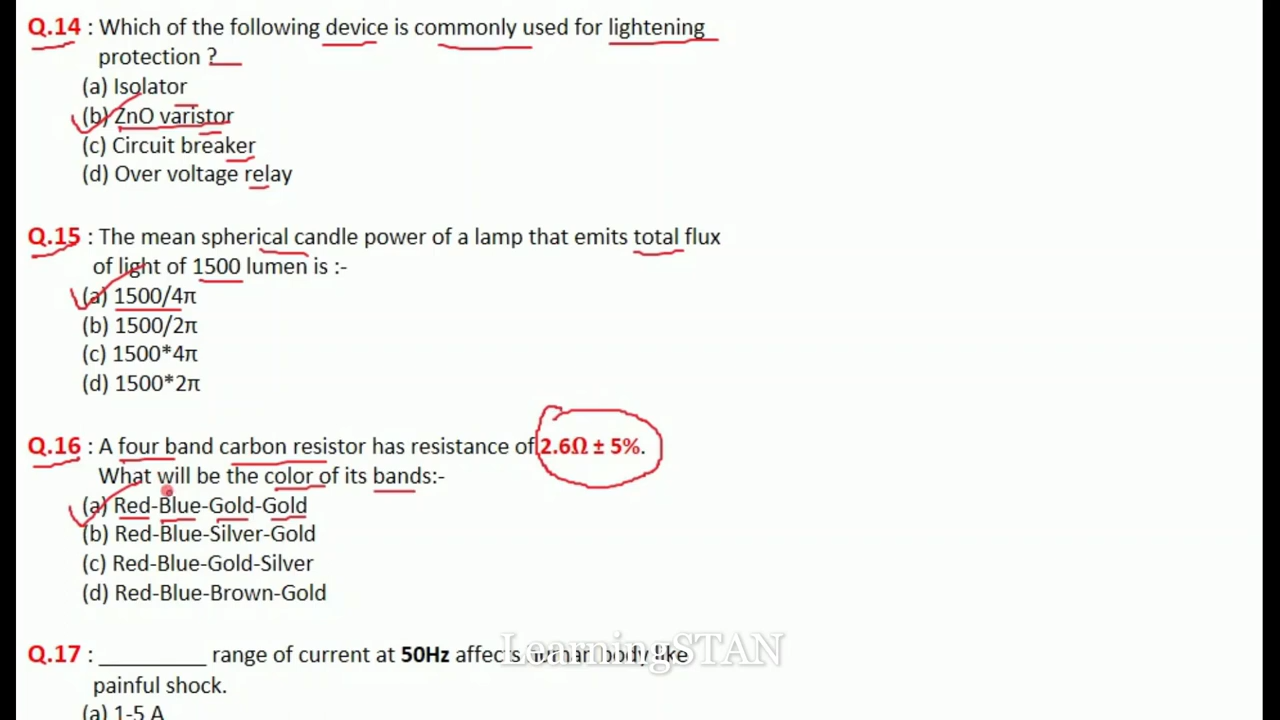 Q.14 : Which of the following device is commonly used for lightening
protection ?
(a) Isolator
(b) ZnO varistor
(c) Circuit breaker
(d) Over voltage relay
Q.15 : The mean spherical candle power of a lamp that emits total flux
of light of 1500 lumen is :-
(a) 1500/4π
(b) 1500/2π
(c) 1500*4π
(d) 1500*2π
Q.16 : A four band carbon resistor has resistance of 2.6Ω ± 5%.
What will be the color of its bands:-
(a) Red-Blue-Gold-Gold
(b) Red-Blue-Silver-Gold
(c) Red-Blue-Gold-Silver
(d) Red-Blue-Brown-Gold
Q.17 : _________ range of current at 50Hz affects human body like
LearningSTAN
painful shock.
(a) 1-5 A